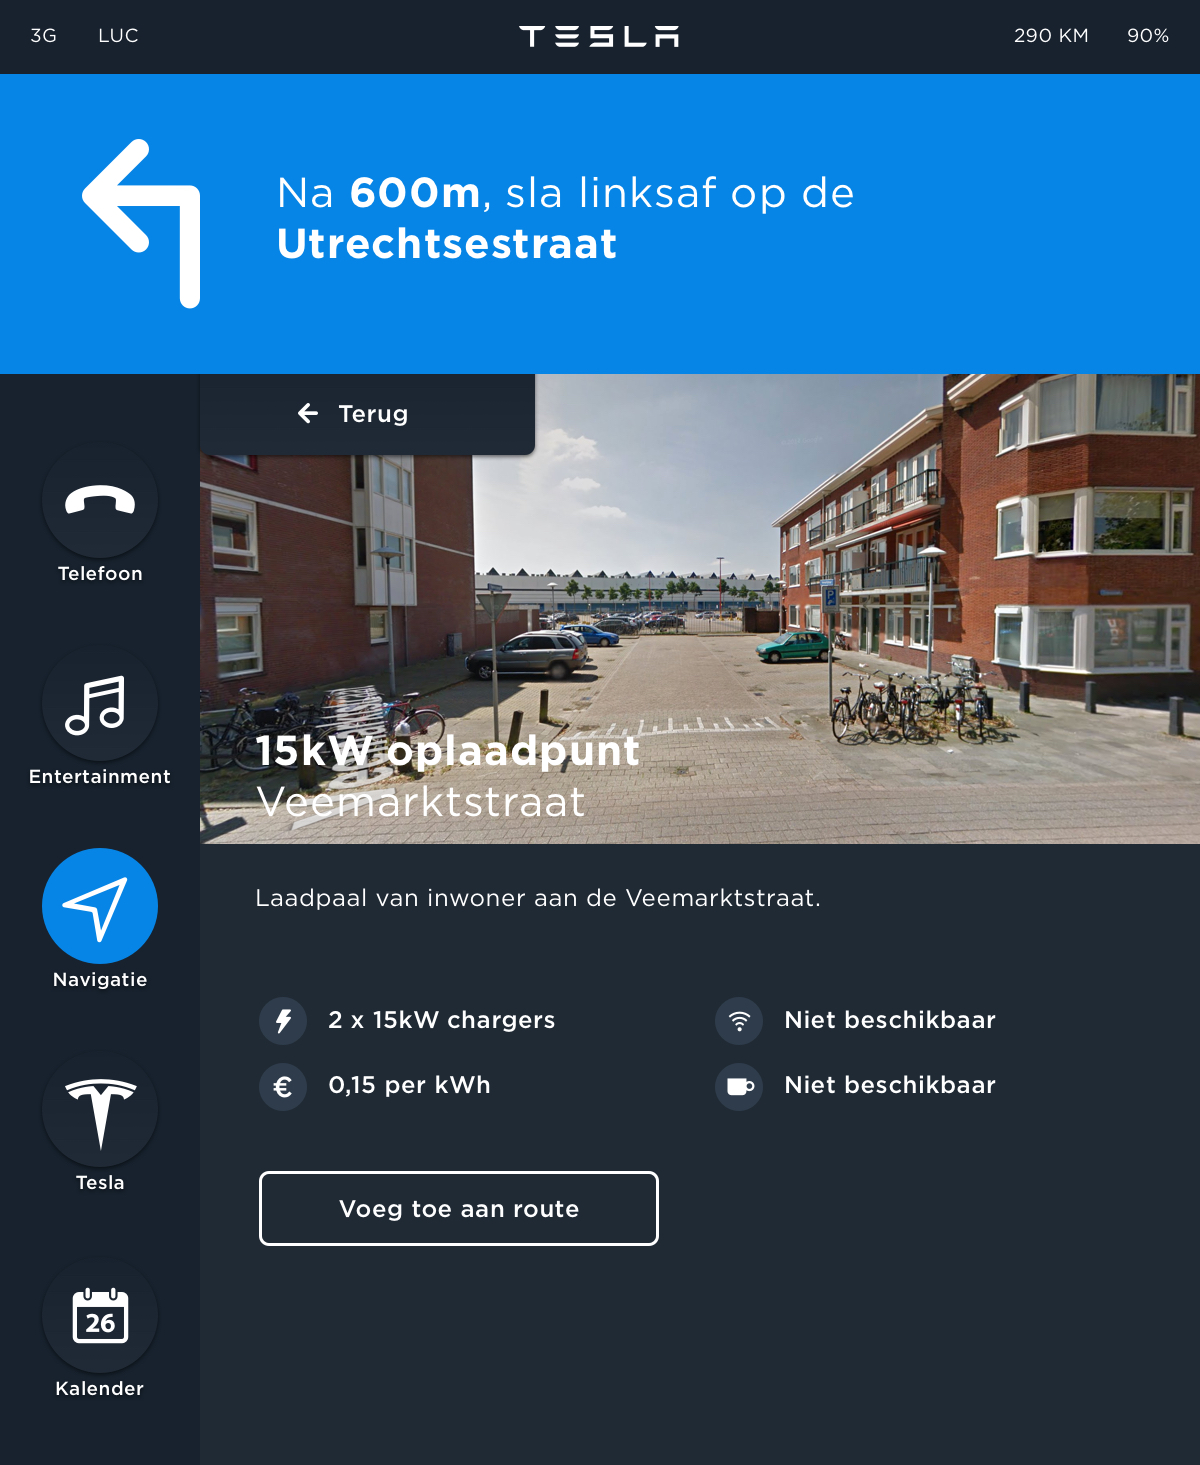 3G LUC TESLA 290 KM 90%
Na 600m, sla linksaf op de
Utrechtsestraat
Terug
Telefoon
P
15kW oplaadpunt
Veemarktstraat
Entertainment
Laadpaal van inwoner aan de Veemarktstraat.
Navigatie
2 x 15kW chargers Niet beschikbaar
€ 0,15 per kWh Niet beschikbaar
Tesla
Voeg toe aan route
26
Kalender